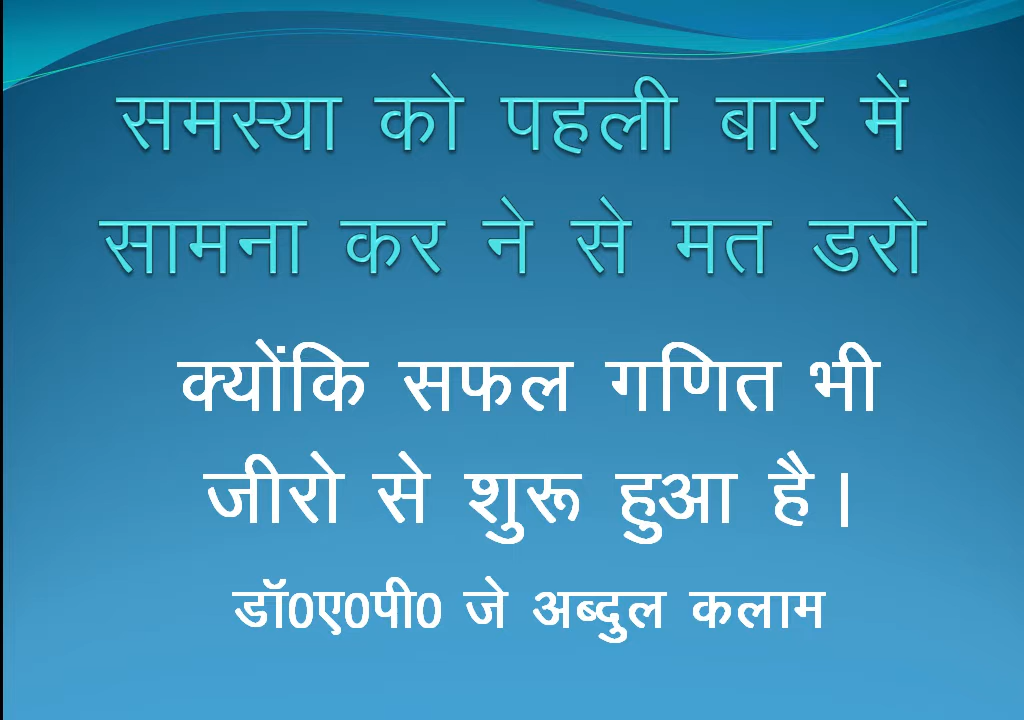 समस्या को पहली बार में
सामना कर ने से मत डरो
क्योंकि सफल गणित भी
जीरो से शुरू हुआ है।
डॉ0ए0पी0 जे अब्दुल कलाम